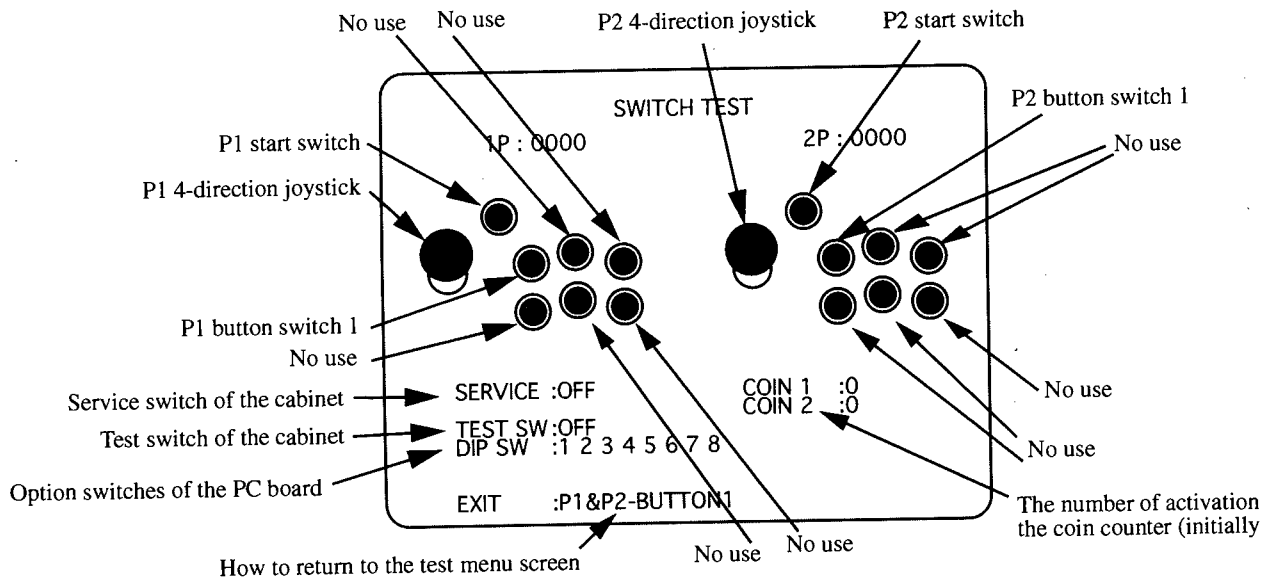 No use
No use
P2 4-direction joystick
P2 start switch
SWITCH TEST
P2 button switch 1
1P : 0000
2P : 0000
P1 start switch
No use
P1 4-direction joystick
P1 button switch 1
No use
SERVICE :OFF
COIN 1 :0
No use
Service switch of the cabinet
COIN 2 :0
TEST SW :OFF
Test switch of the cabinet
DIP SW :1 2 3 4 5 6 7 8
No use
Option switches of the PC board
EXIT :P1&P2-BUTTON1
The number of activation
the coin counter (initially
No use
No use
How to return to the test menu screen